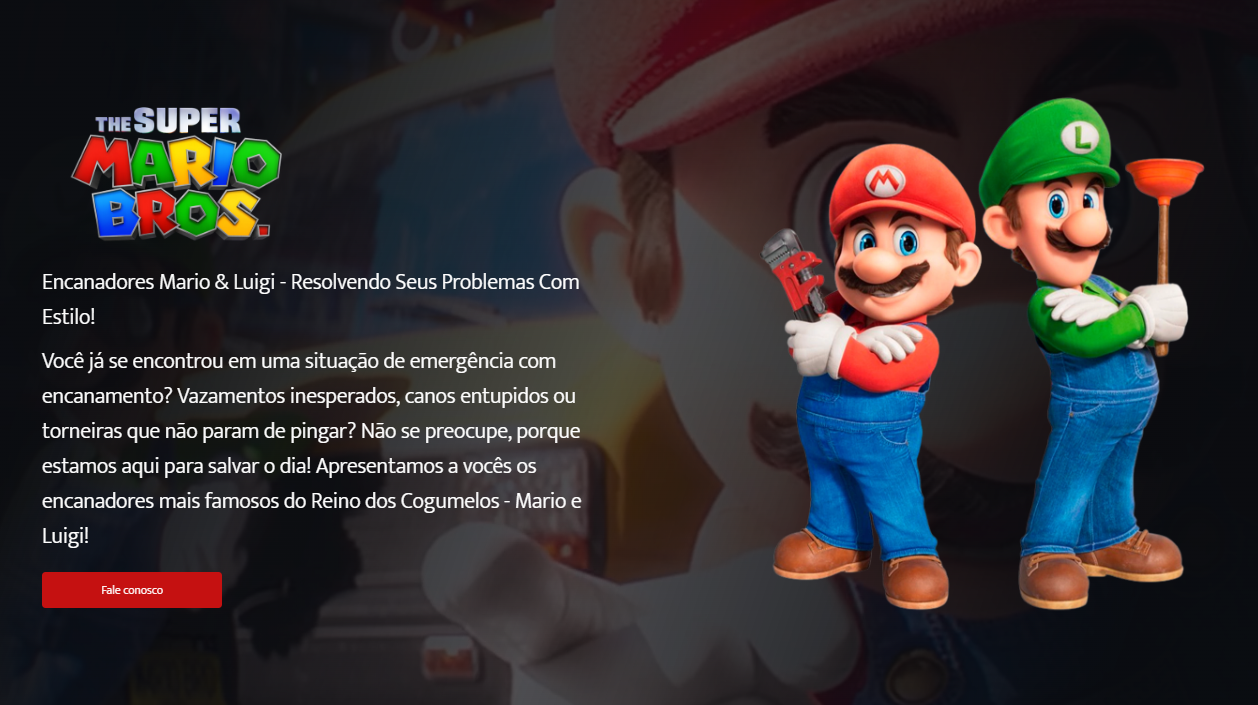 THE SUPER
MARIO
BROS.
Encanadores Mario & Luigi - Resolvendo Seus Problemas Com
Estilo!
Você já se encontrou em uma situação de emergência com
encanamento? Vazamentos inesperados, canos entupidos ou
torneiras que não param de pingar? Não se preocupe, porque
estamos aqui para salvar o dia! Apresentamos a vocês os
encanadores mais famosos do Reino dos Cogumelos - Mario e
Luigi!
Fale conosco
M
L